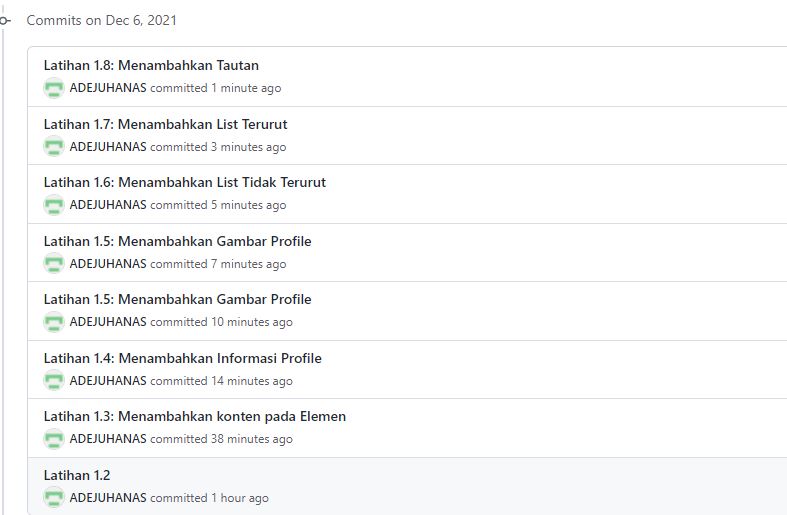 Commits on Dec 6, 2021
Latihan 1.8: Menambahkan Tautan
ADEJUHANAS committed 1 minute ago
Latihan 1.7: Menambahkan List Terurut
ADEJUHANAS committed 3 minutes ago
Latihan 1.6: Menambahkan List Tidak Terurut
ADEJUHANAS committed 5 minutes ago
Latihan 1.5: Menambahkan Gambar Profile
ADEJUHANAS committed 7 minutes ago
Latihan 1.5: Menambahkan Gambar Profile
ADEJUHANAS committed 10 minutes ago
Latihan 1.4: Menambahkan Informasi Profile
ADEJUHANAS committed 14 minutes ago
Latihan 1.3: Menambahkan konten pada Elemen
ADEJUHANAS committed 38 minutes ago
Latihan 1.2
ADEJUHANAS committed 1 hour ago